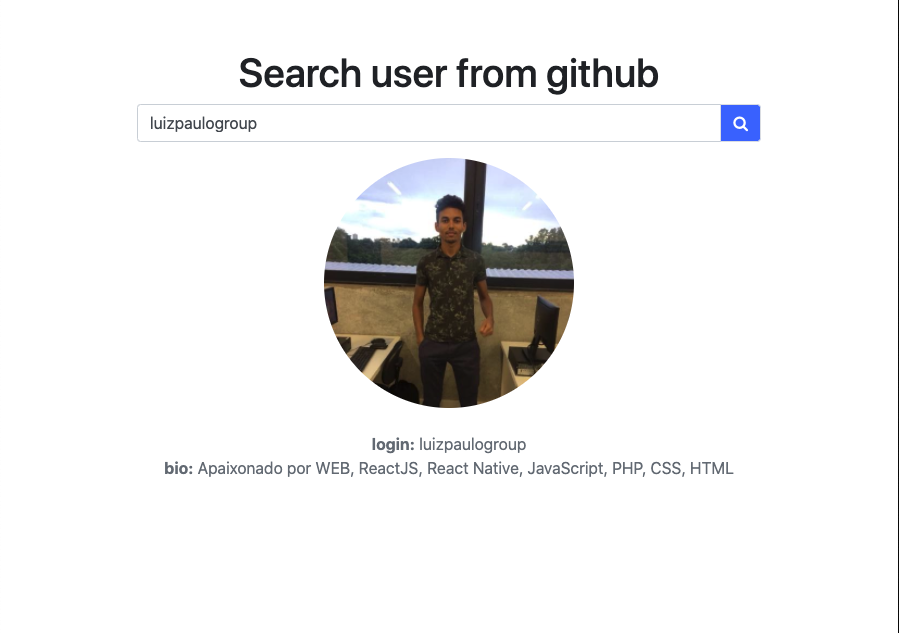 Search user from github
luizpaulogroup
login: luizpaulogroup
bio: Apaixonado por WEB, ReactJS, React Native, JavaScript, PHP, CSS, HTML